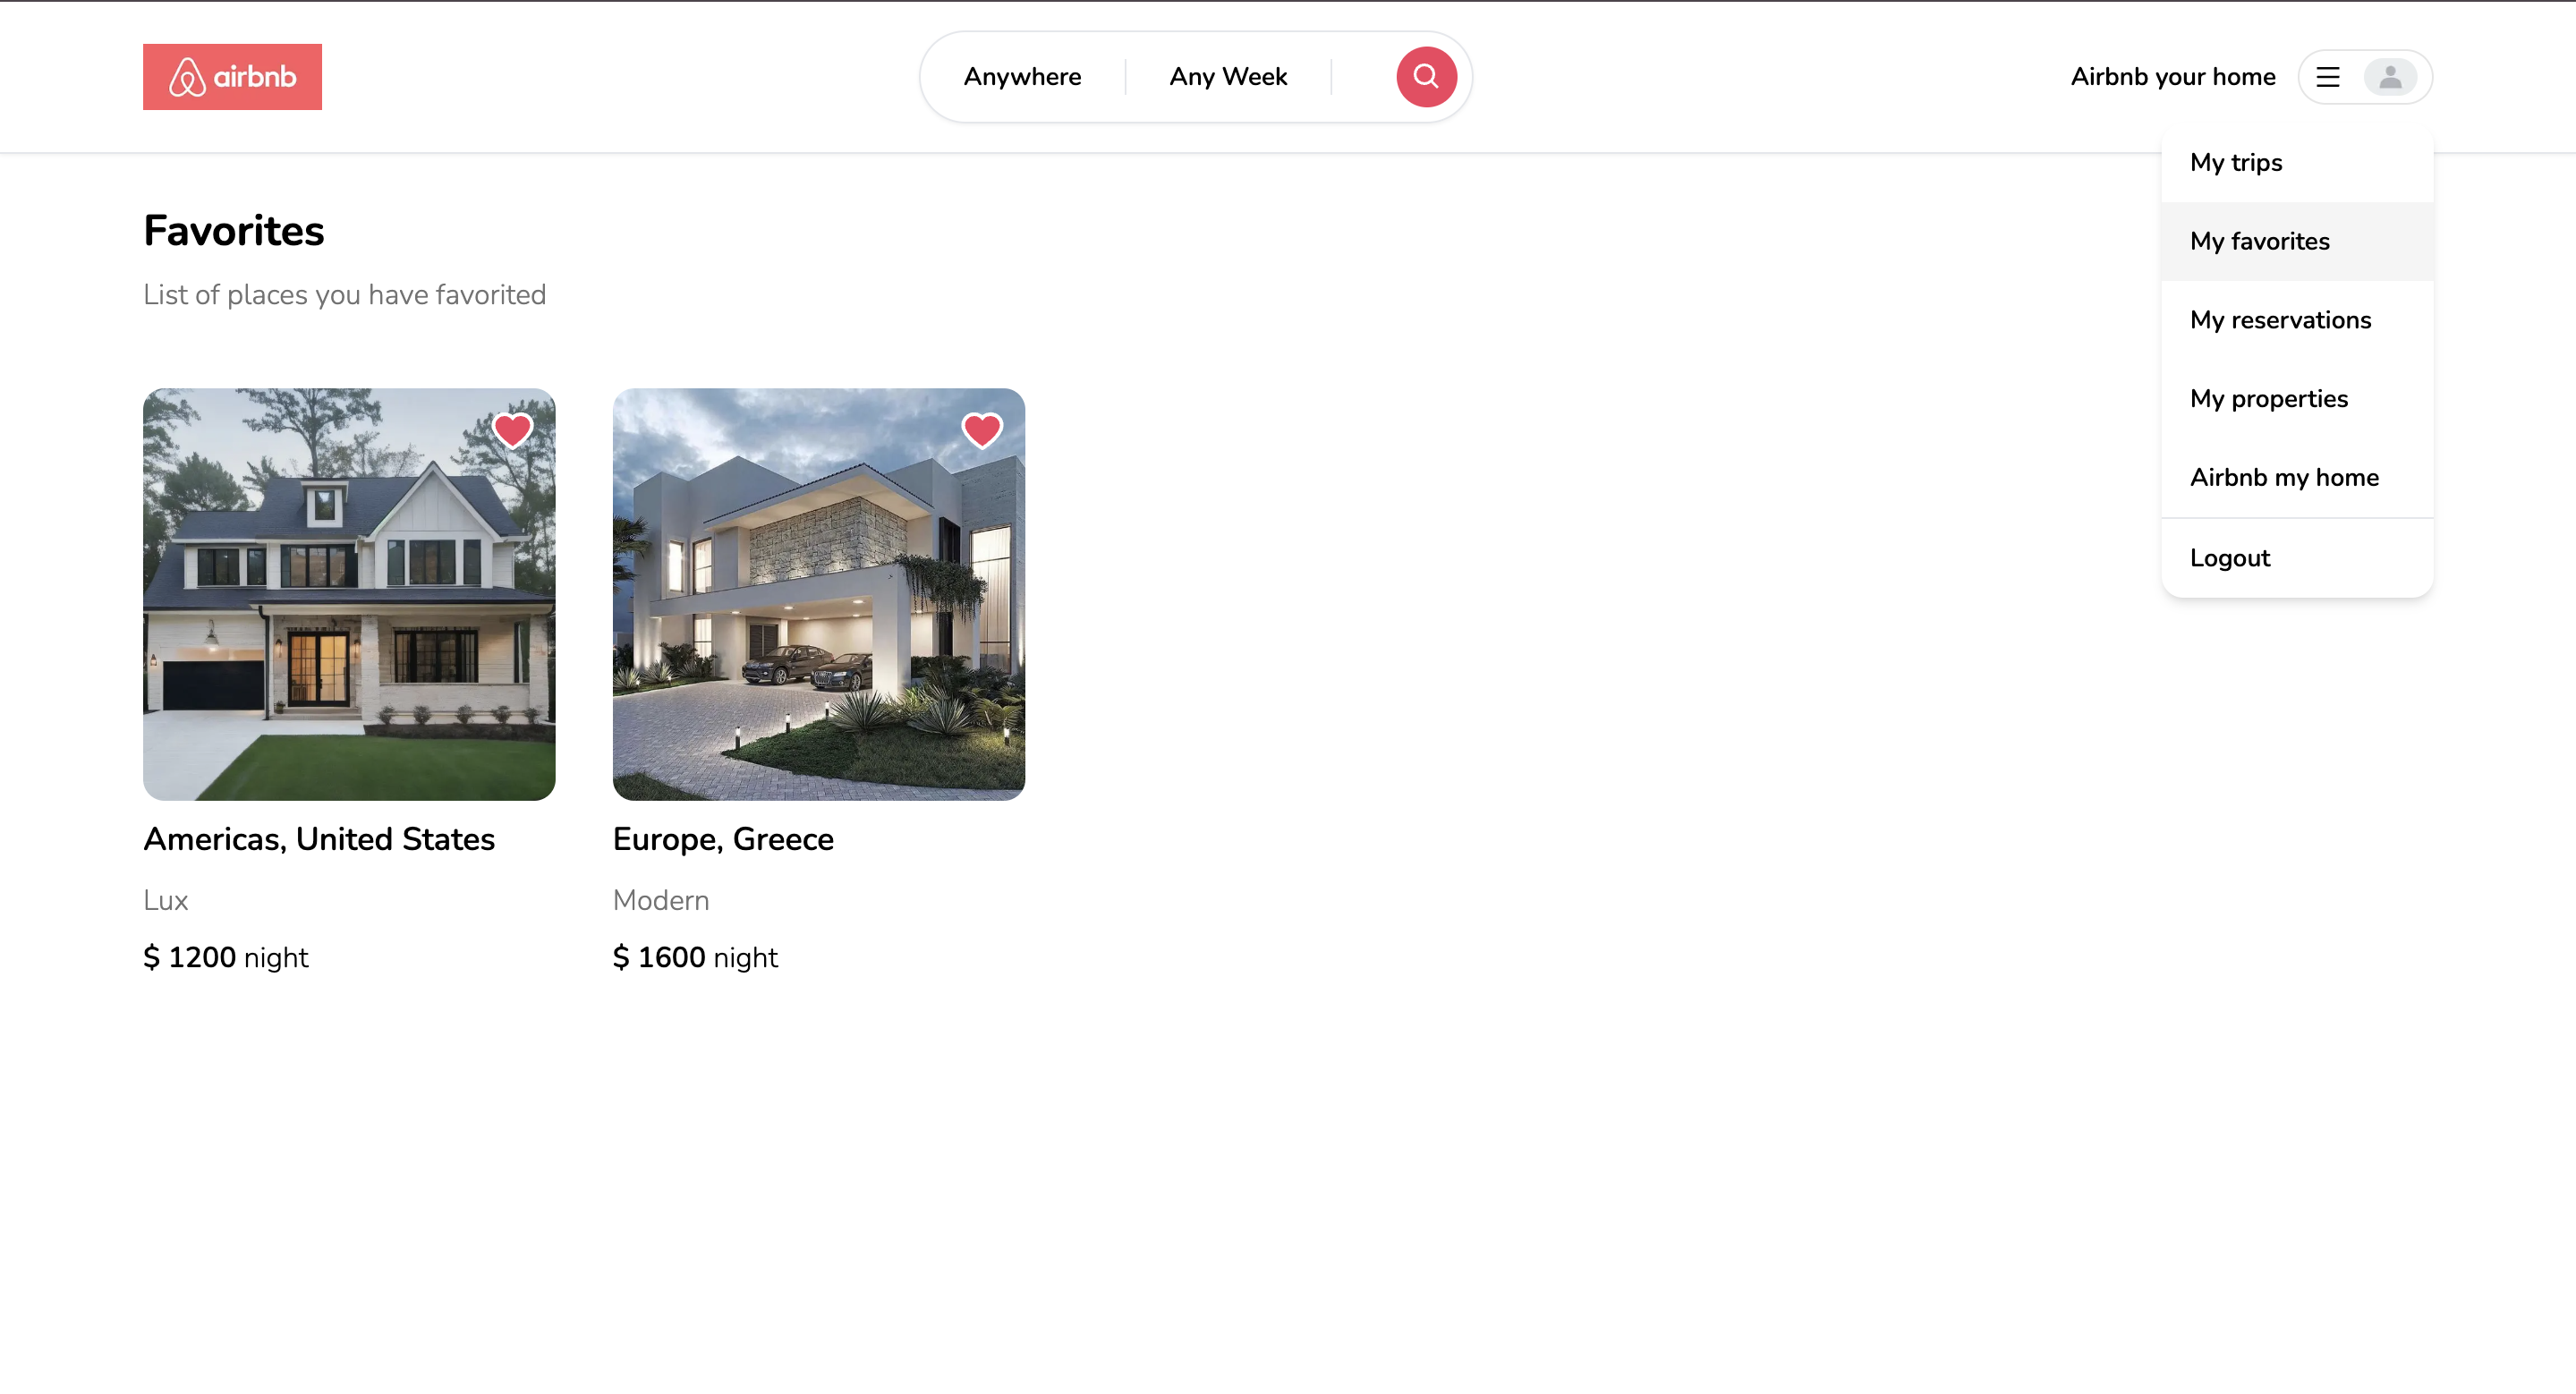 airbnb
Anywhere
Any Week
Airbnb your home
My trips
My favorites
My reservations
My properties
Airbnb my home
Logout
Favorites
List of places you have favorited
Americas, United States
Lux
$ 1200 night
Europe, Greece
Modern
$ 1600 night